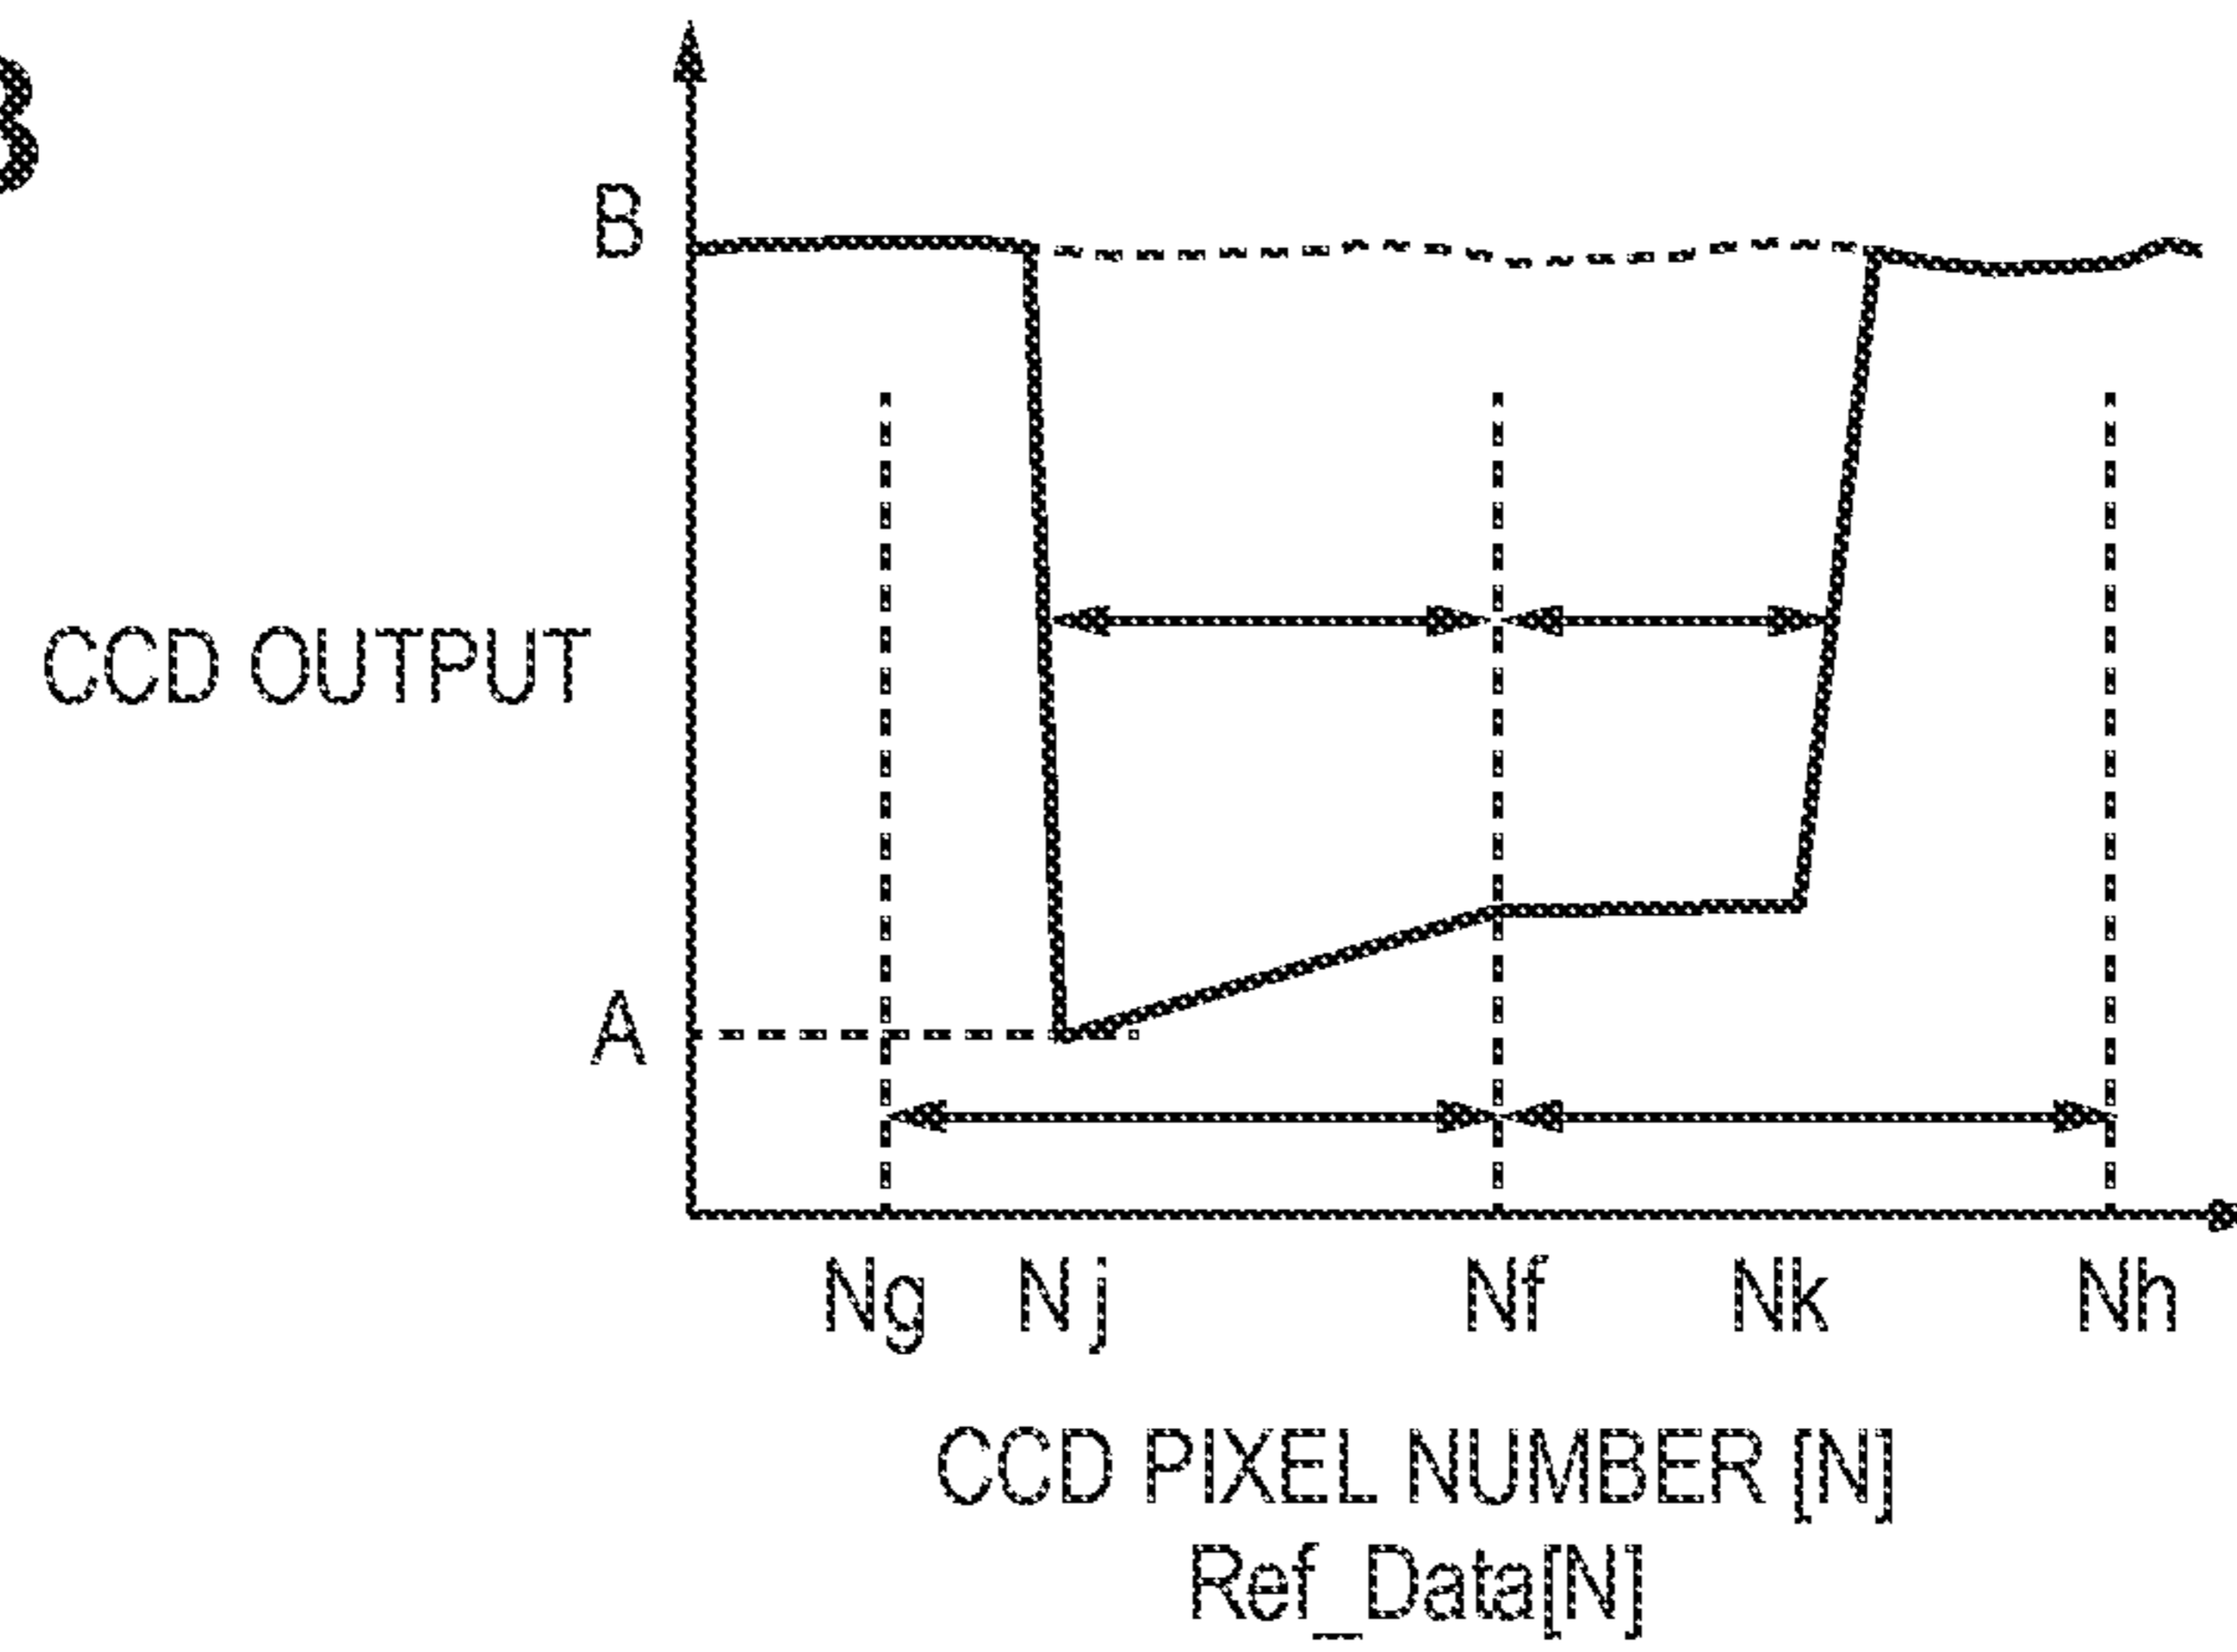 B
B
CCD OUTPUT
A
Ng Nj Nf Nk Nh
CCD PIXEL NUMBER [N]
Ref_Data[N]